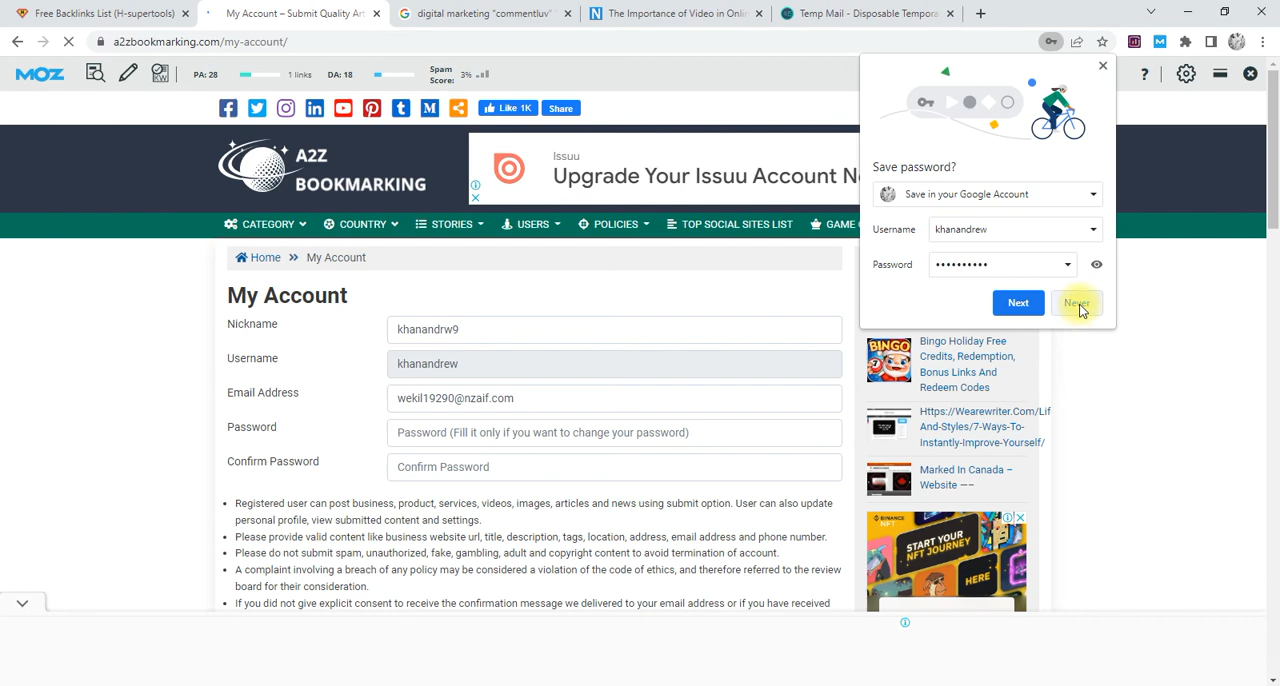 Free Backlinks List (H-supertools)
My Account – Submit Quality Art
digital marketing "commentluv"
The Importance of Video in Onlin
Temp Mail - Disposable Tempora
a2zbookmarking.com/my-account/
MOZ
PA: 28
1 links
DA: 18
Spam Score: 3%
Like 1K
Share
A2Z
BOOKMARKING
Issuu
Upgrade Your Issuu Account N
CATEGORY
COUNTRY
STORIES
USERS
POLICIES
TOP SOCIAL SITES LIST
GAME
Home » My Account
My Account
Nickname
khanandrw9
Username
khanandrew
Email Address
wekil19290@nzaif.com
Password
Password (Fill it only if you want to change your password)
Confirm Password
Confirm Password
• Registered user can post business, product, services, videos, images, articles and news using submit option. User can also update
personal profile, view submitted content and settings.
• Please provide valid content like business website url, title, description, tags, location, address, email address and phone number.
• Please do not submit spam, unauthorized, fake, gambling, adult and copyright content to avoid termination of account.
• A complaint involving a breach of any policy may be considered a violation of the code of ethics, and therefore referred to the review
board for their consideration.
• If you did not give explicit consent to receive the confirmation message we delivered to your email address or if you have received
Save password?
Save in your Google Account
Username
khanandrew
Password
••••••••••
Next
Never
BINGO
Bingo Holiday Free
Credits, Redemption,
Bonus Links And
Redeem Codes
Https://Wearewriter.Com/Lif
And-Styles/7-Ways-To-
Instantly-Improve-Yourself/
Marked In Canada –
Website ––
BINANCE
NFT
START YOUR
NFT JOURNEY
HERE